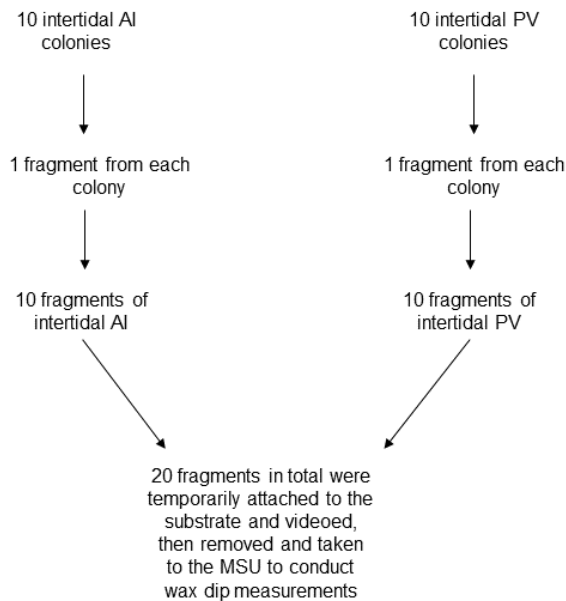 10 intertidal AI
colonies
10 intertidal PV
colonies
1 fragment from each
colony
1 fragment from each
colony
10 fragments of
intertidal AI
10 fragments of
intertidal PV
20 fragments in total were
temporarily attached to the
substrate and videoed,
then removed and taken
to the MSU to conduct
wax dip measurements